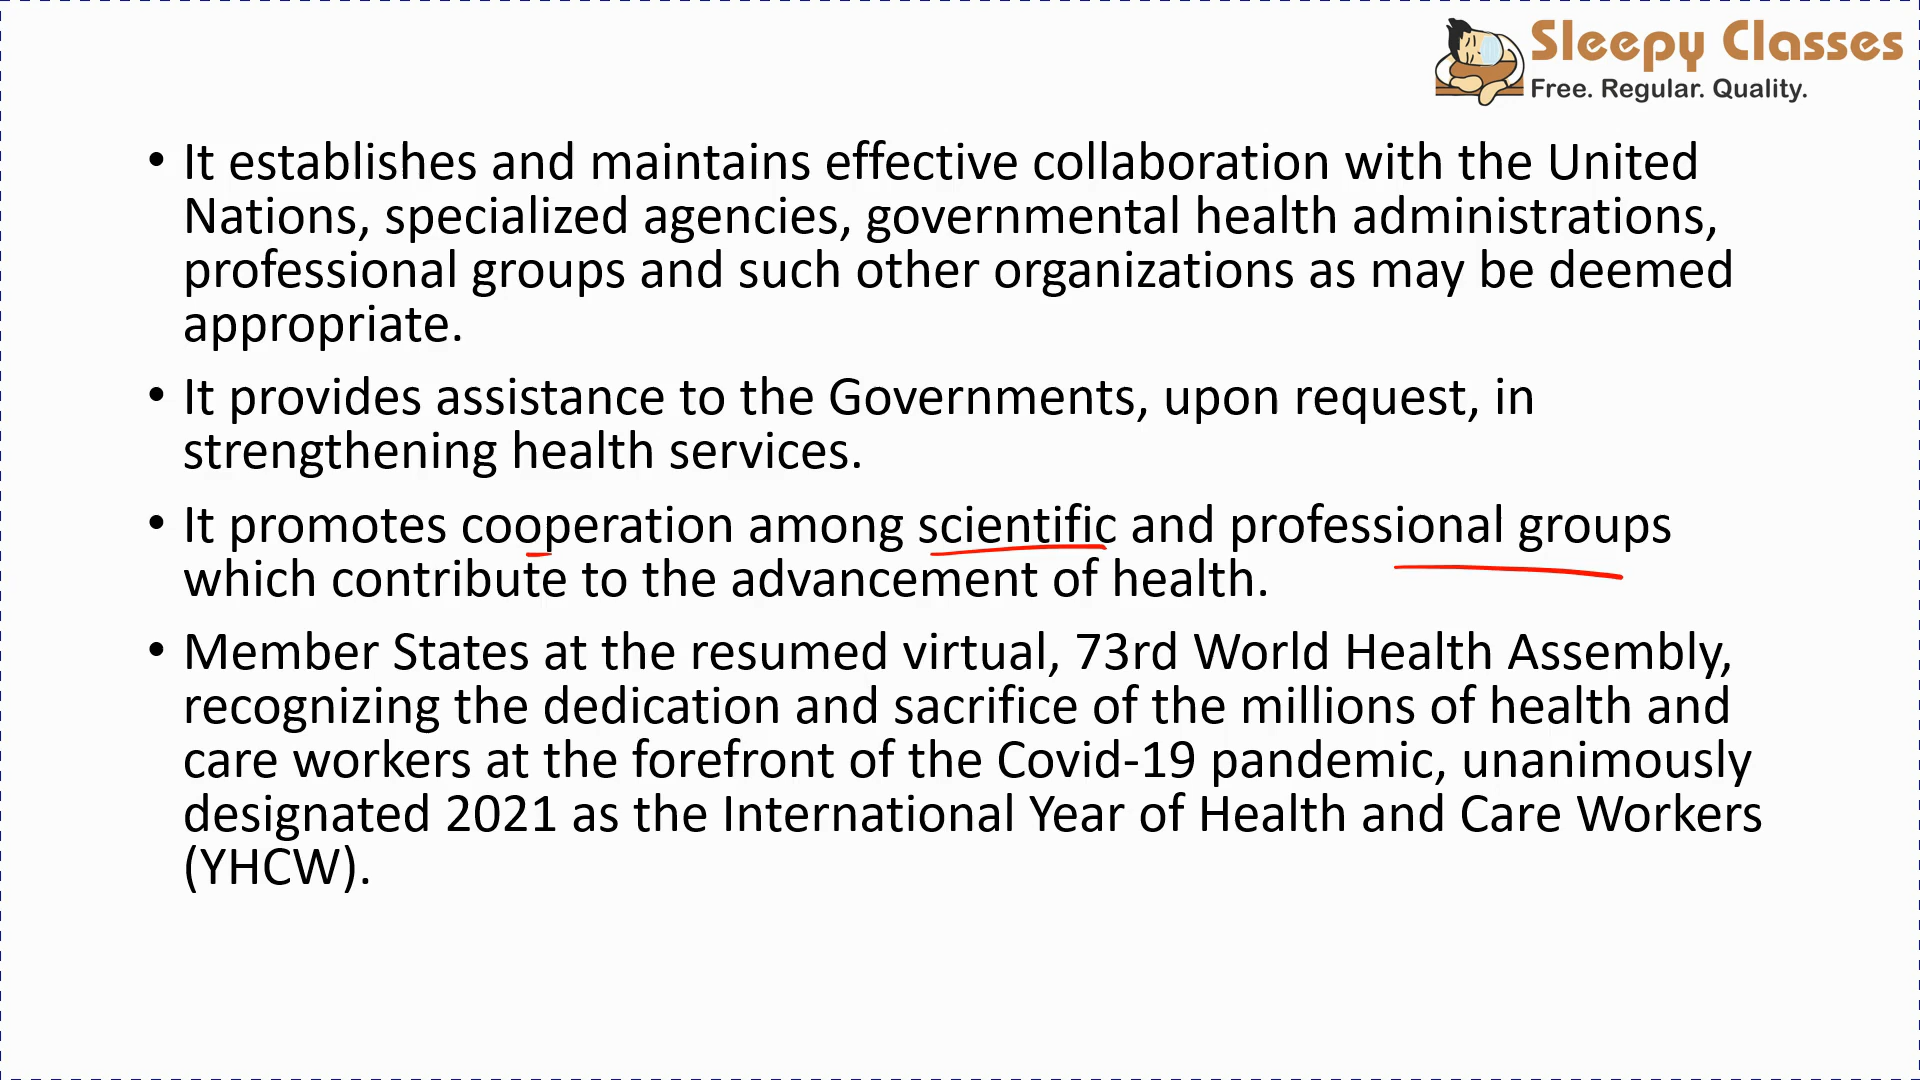 Sleepy Classes
Free. Regular. Quality.
• It establishes and maintains effective collaboration with the United
Nations, specialized agencies, governmental health administrations,
professional groups and such other organizations as may be deemed
appropriate.
• It provides assistance to the Governments, upon request, in
strengthening health services.
• It promotes cooperation among scientific and professional groups
which contribute to the advancement of health.
• Member States at the resumed virtual, 73rd World Health Assembly,
recognizing the dedication and sacrifice of the millions of health and
care workers at the forefront of the Covid-19 pandemic, unanimously
designated 2021 as the International Year of Health and Care Workers
(YHCW).